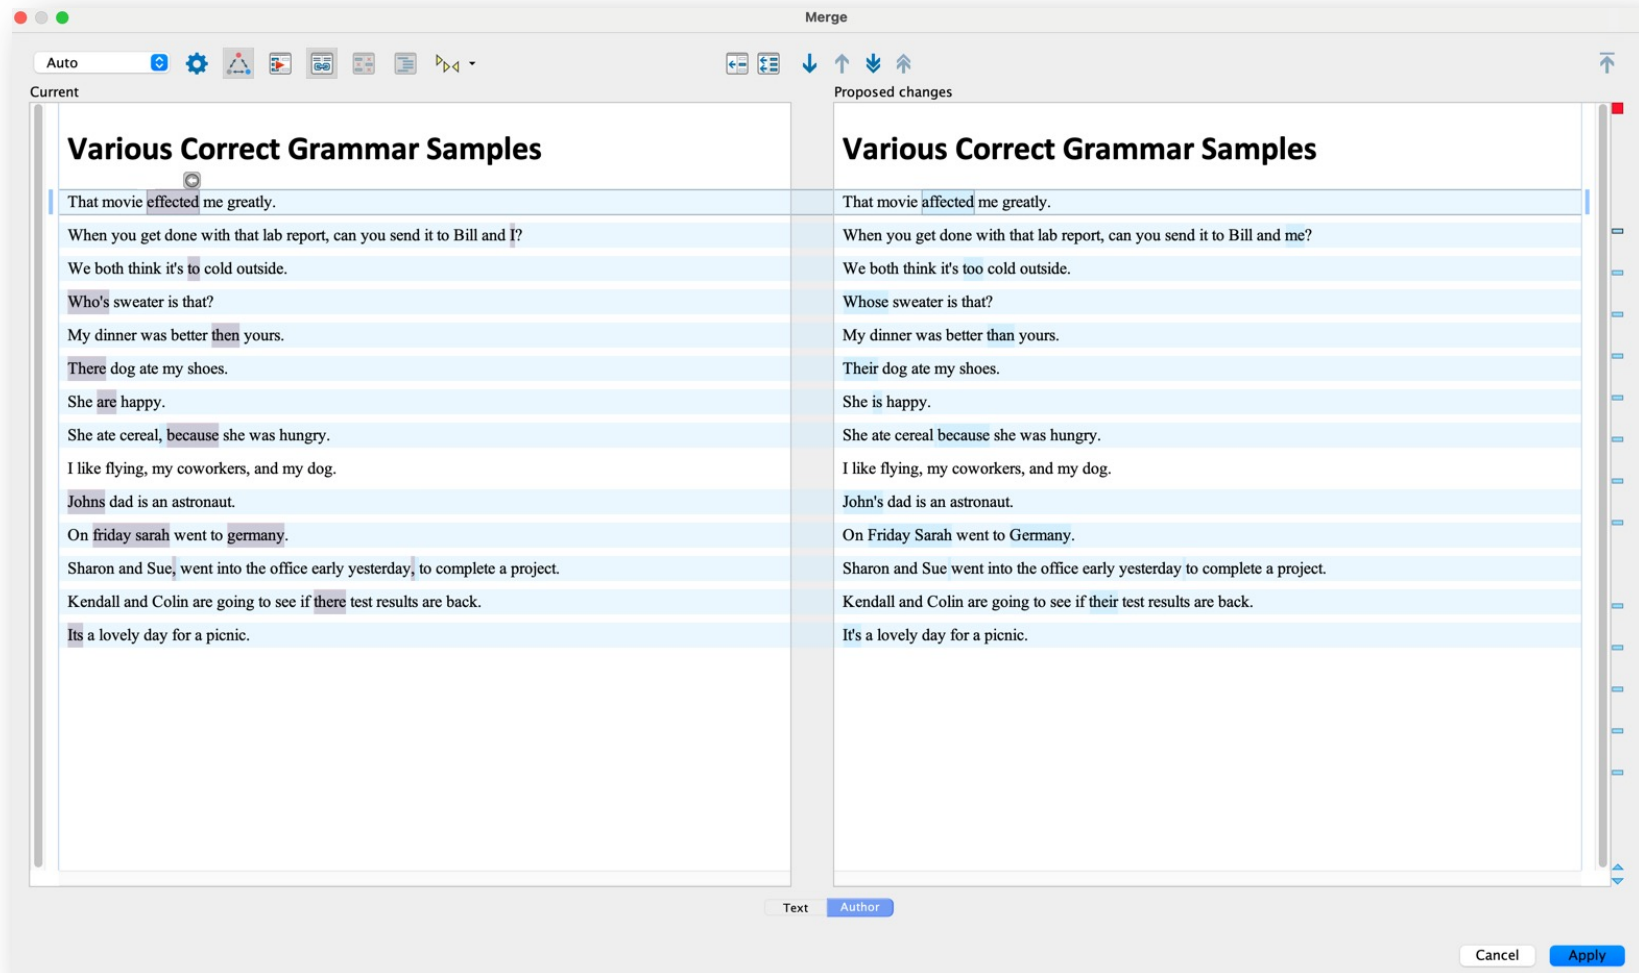 Merge
Auto
Current
Proposed changes
Various Correct Grammar Samples
That movie effected me greatly.
When you get done with that lab report, can you send it to Bill and I?
We both think it's to cold outside.
Who's sweater is that?
My dinner was better then yours.
There dog ate my shoes.
She are happy.
She ate cereal, because she was hungry.
I like flying, my coworkers, and my dog.
Johns dad is an astronaut.
On friday sarah went to germany.
Sharon and Sue, went into the office early yesterday, to complete a project.
Kendall and Colin are going to see if there test results are back.
Its a lovely day for a picnic.
Various Correct Grammar Samples
That movie affected me greatly.
When you get done with that lab report, can you send it to Bill and me?
We both think it's too cold outside.
Whose sweater is that?
My dinner was better than yours.
Their dog ate my shoes.
She is happy.
She ate cereal because she was hungry.
I like flying, my coworkers, and my dog.
John's dad is an astronaut.
On Friday Sarah went to Germany.
Sharon and Sue went into the office early yesterday to complete a project.
Kendall and Colin are going to see if their test results are back.
It's a lovely day for a picnic.
Text Author
Cancel Apply